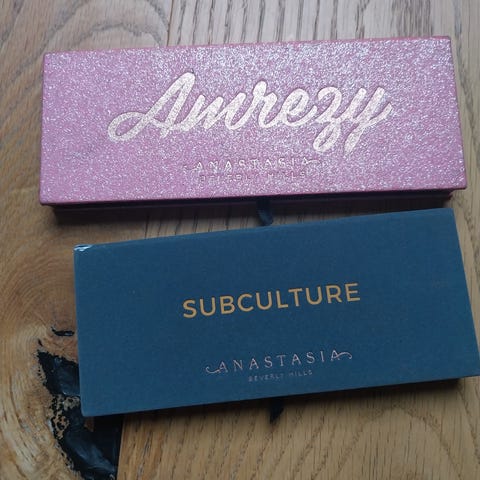 Amrezy
ANASTASIA
BEVERLY HILLS
SUBCULTURE
ANASTASIA
BEVERLY HILLS